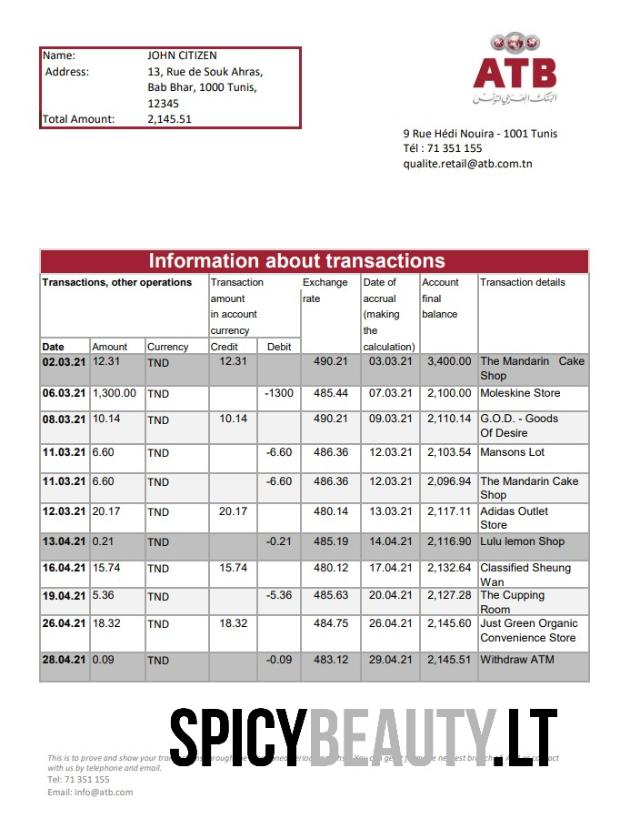 Name: JOHN CITIZEN
Address: 13, Rue de Souk Ahras,
Bab Bhar, 1000 Tunis,
12345
Total Amount: 2,145.51
ATB
البنك العربي لتونس
9 Rue Hédi Nouira - 1001 Tunis
Tél : 71 351 155
qualite.retail@atb.com.tn
Information about transactions
Transactions, other operations
Transaction
amount
in account
currency
Exchange
rate
Date of
accrual
(making
the
calculation)
Account
final
balance
Transaction details
Date Amount Currency Credit Debit
02.03.21 12.31 TND 12.31 490.21 03.03.21 3,400.00 The Mandarin Cake
Shop
06.03.21 1,300.00 TND -1300 485.44 07.03.21 2,100.00 Moleskine Store
08.03.21 10.14 TND 10.14 490.21 09.03.21 2,110.14 G.O.D. - Goods
Of Desire
11.03.21 6.60 TND -6.60 486.36 12.03.21 2,103.54 Mansons Lot
11.03.21 6.60 TND -6.60 486.36 12.03.21 2,096.94 The Mandarin Cake
Shop
12.03.21 20.17 TND 20.17 480.14 13.03.21 2,117.11 Adidas Outlet
Store
13.04.21 0.21 TND -0.21 485.19 14.04.21 2,116.90 Lulu lemon Shop
16.04.21 15.74 TND 15.74 480.12 17.04.21 2,132.64 Classified Sheung
Wan
19.04.21 5.36 TND -5.36 485.63 20.04.21 2,127.28 The Cupping
Room
26.04.21 18.32 TND 18.32 484.75 26.04.21 2,145.60 Just Green Organic
Convenience Store
28.04.21 0.09 TND -0.09 483.12 29.04.21 2,145.51 Withdraw ATM
SPICYBEAUTY.LT
This is to prove and show your
with us by telephone and email.
Tel: 71 351 155
Email: info@atb.com